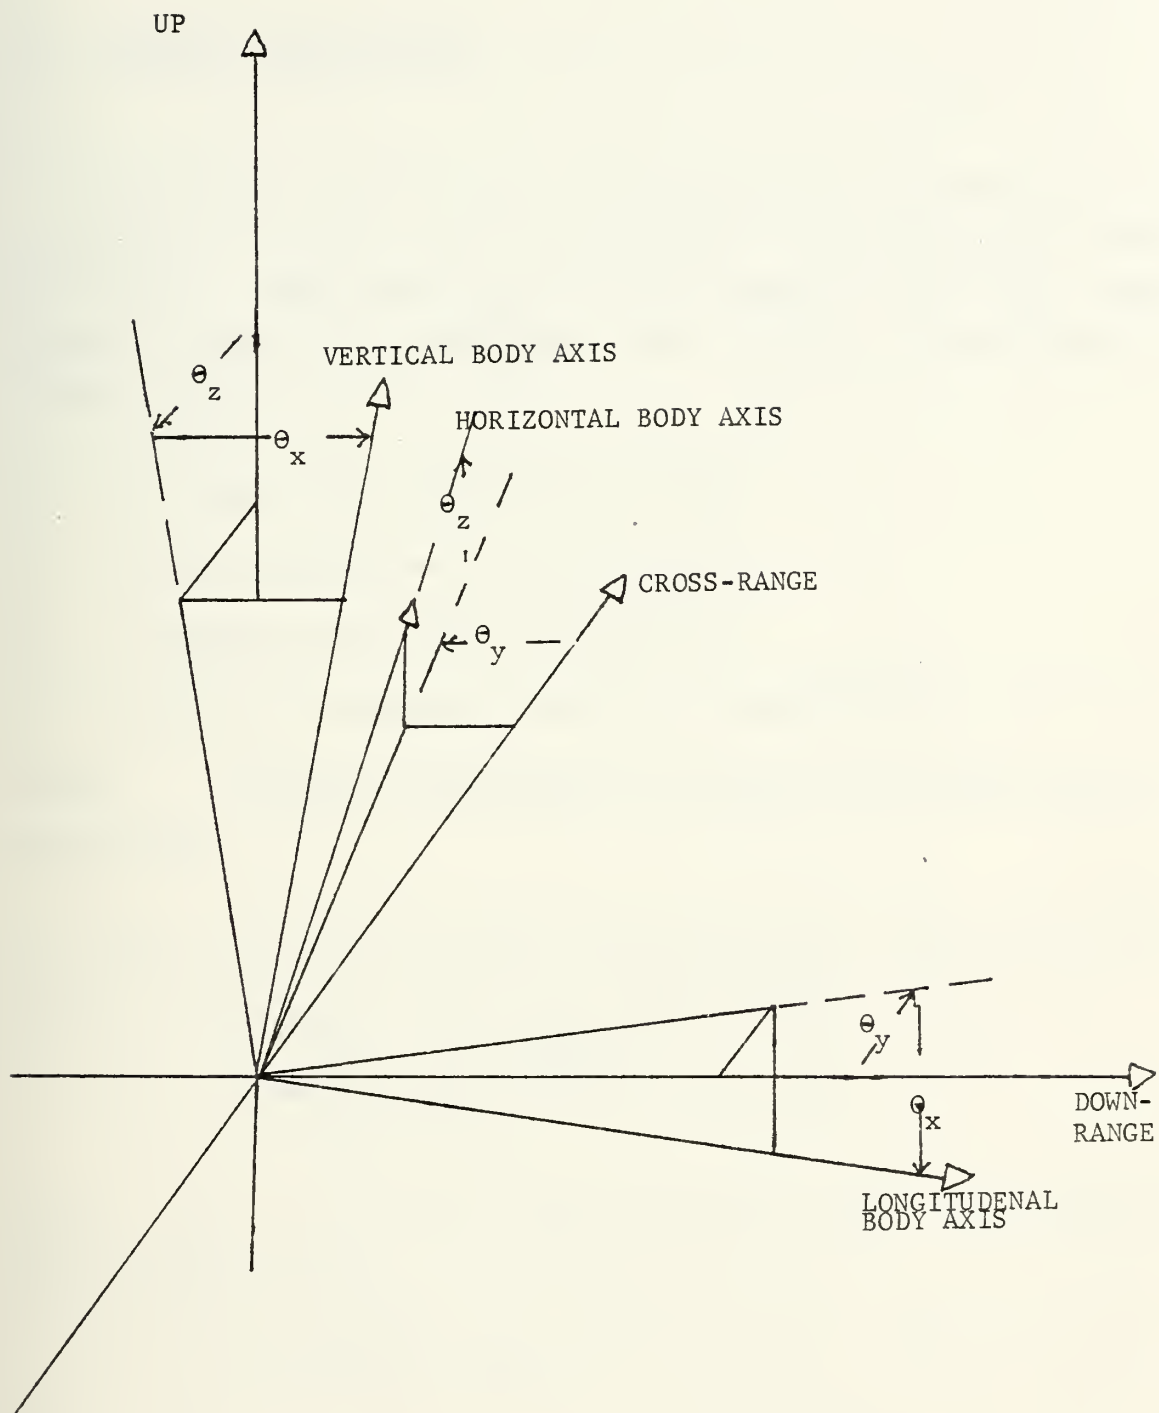 UP
VERTICAL BODY AXIS
θz
HORIZONTAL BODY AXIS
θx
θz
CROSS-RANGE
θy
θy
θx
DOWN-
RANGE
LONGITUDENAL
BODY AXIS